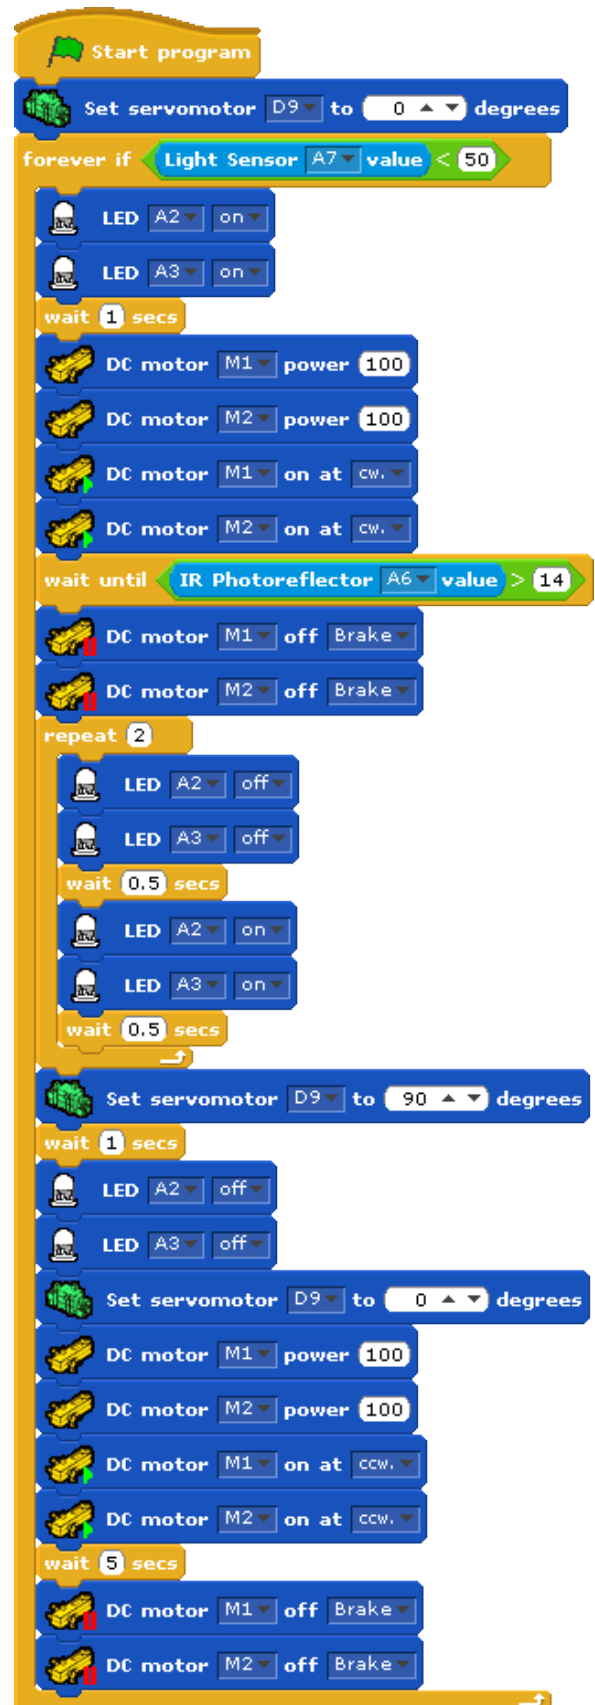 Start program
Set servomotor D9 to 0 degrees
forever if Light Sensor A7 value < 50
LED A2 on
LED A3 on
wait 1 secs
DC motor M1 power 100
DC motor M2 power 100
DC motor M1 on at cw.
DC motor M2 on at cw.
wait until IR Photoreflector A6 value > 14
DC motor M1 off Brake
DC motor M2 off Brake
repeat 2
LED A2 off
LED A3 off
wait 0.5 secs
LED A2 on
LED A3 on
wait 0.5 secs
Set servomotor D9 to 90 degrees
wait 1 secs
LED A2 off
LED A3 off
Set servomotor D9 to 0 degrees
DC motor M1 power 100
DC motor M2 power 100
DC motor M1 on at ccw.
DC motor M2 on at ccw.
wait 5 secs
DC motor M1 off Brake
DC motor M2 off Brake